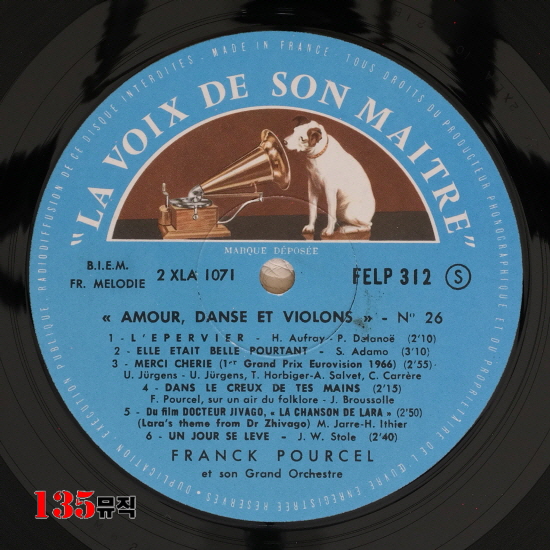 DUPLICATION - EXECUTION PUBLIQUE - RADIODIFFUSION DE CE DISQUE INTERDITES - MADE IN FRANCE - TOUS DROITS DU PRODUCTEUR PHONOGRAPHIQUE ET DU PROPRIETAIRE DE L'ŒUVRE ENREGISTREE RESERVES
"LA VOIX DE SON MAITRE"
MARQUE DÉPOSÉE
B.I.E.M.
FR. MELODIE
2 XLA 1071
FELP 312 S
« AMOUR, DANSE ET VIOLONS » - N° 26
1 - L'EPERVIER - H. Aufray - P. Delanoë (2'10)
2 - ELLE ETAIT BELLE POURTANT - S. Adamo (3'10)
3 - MERCI CHERIE (1er Grand Prix Eurovision 1966) (2'55)
U. Jürgens - U. Jürgens, T. Horbiger - A. Salvet, C. Carrère
4 - DANS LE CREUX DE TES MAINS (2'15)
F. Pourcel, sur un air du folklore - J. Broussolle
5 - Du film DOCTEUR JIVAGO, « LA CHANSON DE LARA » (2'50)
(Lara's theme from Dr Zhivago) M. Jarre - H. Ithier
6 - UN JOUR SE LEVE - J. W. Stole (2'40)
FRANCK POURCEL
et son Grand Orchestre
135뮤직